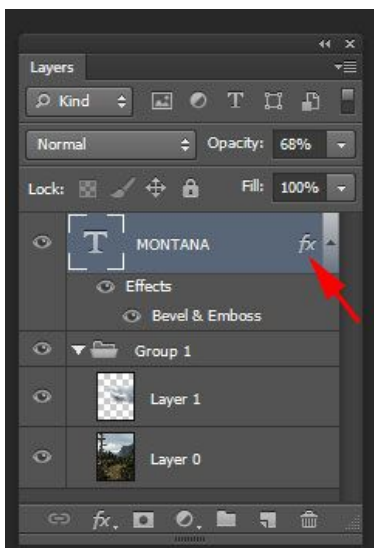 Layers
Kind T
Normal Opacity: 68%
Lock: Fill: 100%
T MONTANA fx
Effects
Bevel & Emboss
Group 1
Layer 1
Layer 0
fx.